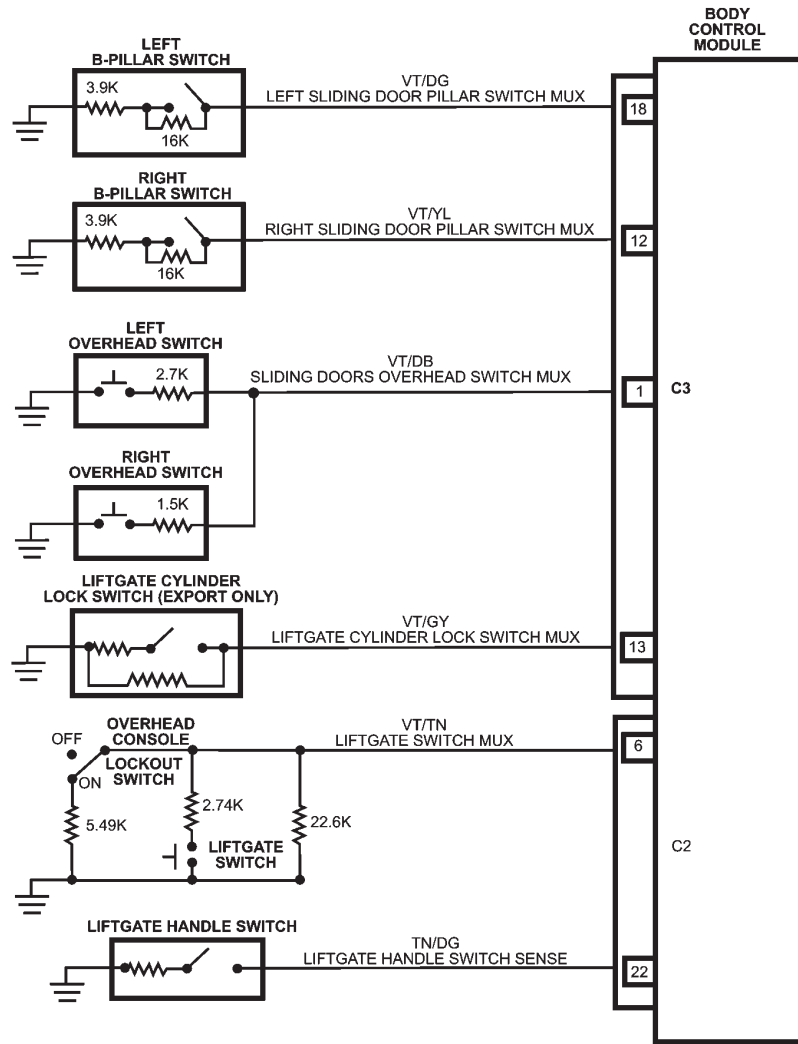 BODY
CONTROL
MODULE
LEFT
B-PILLAR SWITCH
3.9K
16K
VT/DG
LEFT SLIDING DOOR PILLAR SWITCH MUX
18
RIGHT
B-PILLAR SWITCH
3.9K
16K
VT/YL
RIGHT SLIDING DOOR PILLAR SWITCH MUX
12
LEFT
OVERHEAD SWITCH
2.7K
VT/DB
SLIDING DOORS OVERHEAD SWITCH MUX
1
C3
RIGHT
OVERHEAD SWITCH
1.5K
LIFTGATE CYLINDER
LOCK SWITCH (EXPORT ONLY)
VT/GY
LIFTGATE CYLINDER LOCK SWITCH MUX
13
OVERHEAD
CONSOLE
LOCKOUT
SWITCH
OFF
ON
VT/TN
LIFTGATE SWITCH MUX
6
5.49K
2.74K
22.6K
LIFTGATE
SWITCH
C2
LIFTGATE HANDLE SWITCH
TN/DG
LIFTGATE HANDLE SWITCH SENSE
22